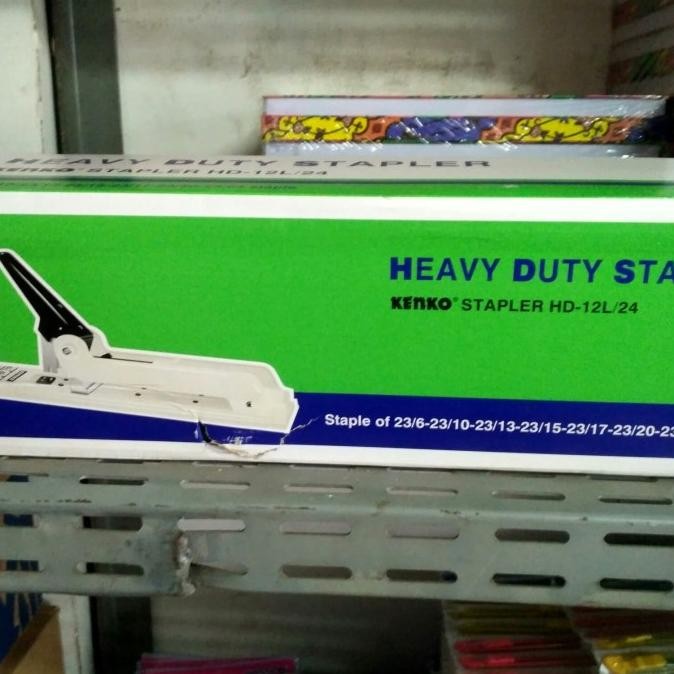 HEAVY DUTY STAPLER
KENKO® STAPLER HD-12L/24
HEAVY DUTY STA
KENKO® STAPLER HD-12L/24
Staple of 23/6-23/10-23/13-23/15-23/17-23/20-23